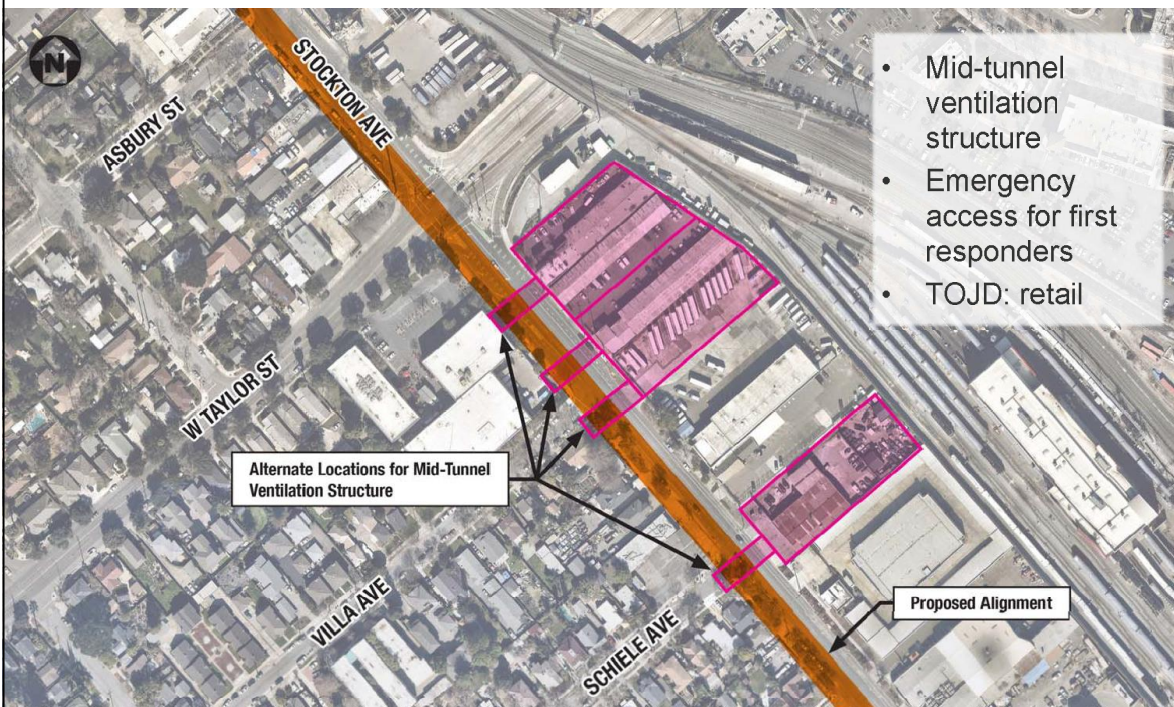 N
STOCKTON AVE
ASBURY ST
• Mid-tunnel
ventilation
structure
• Emergency
access for first
responders
• TOJD: retail
W TAYLOR ST
Alternate Locations for Mid-Tunnel
Ventilation Structure
VILLA AVE
SCHIELE AVE
Proposed Alignment